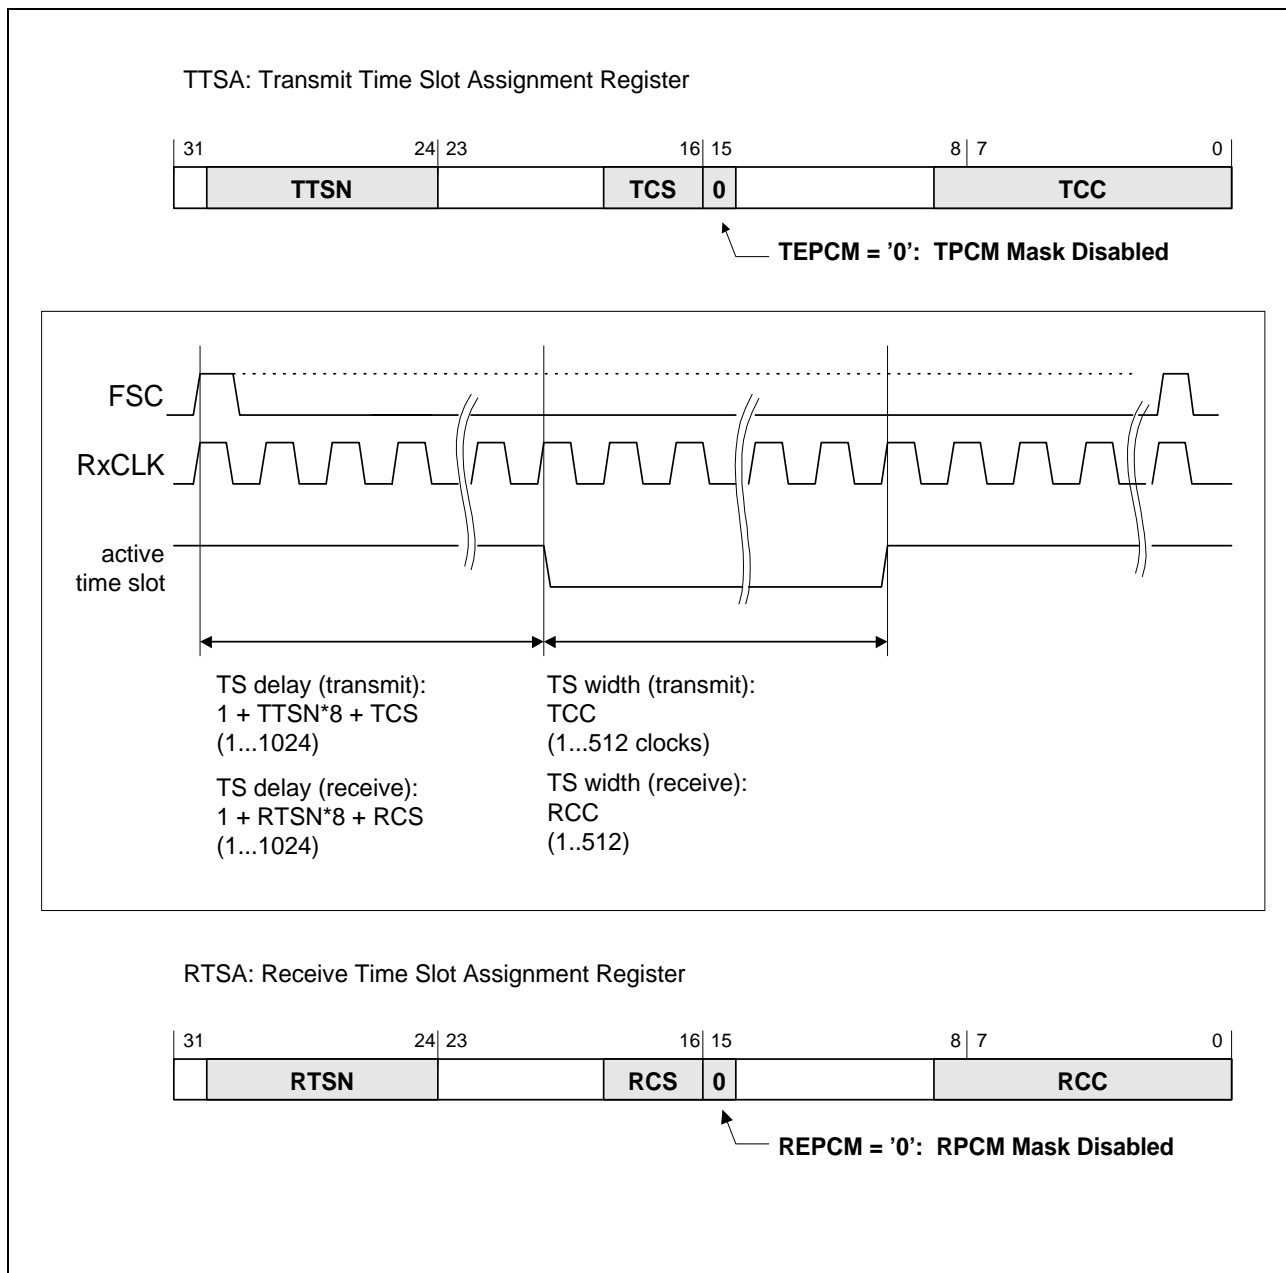 TTSA: Transmit Time Slot Assignment Register
31 24 23 16 15 8 7 0
TTSN TCS 0 TCC
TEPCM = '0': TPCM Mask Disabled
FSC
RxCLK
active
time slot
TS delay (transmit):
1 + TTSN*8 + TCS
(1...1024)
TS width (transmit):
TCC
(1...512 clocks)
TS delay (receive):
1 + RTSN*8 + RCS
(1...1024)
TS width (receive):
RCC
(1..512)
RTSA: Receive Time Slot Assignment Register
31 24 23 16 15 8 7 0
RTSN RCS 0 RCC
REPCM = '0': RPCM Mask Disabled